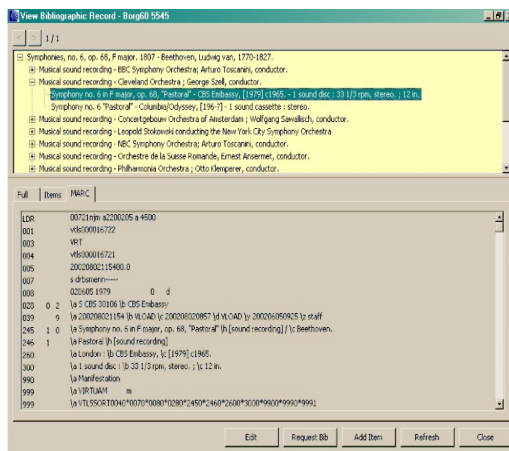 View Bibliographic Record - Borg60 5545
< > 1 / 1
Symphonies, no. 6, op. 68, F major. 1807 - Beethoven, Ludwig van, 1770-1827.
Musical sound recording - BBC Symphony Orchestra; Arturo Toscanini, conductor.
Musical sound recording - Cleveland Orchestra ; George Szell, conductor.
Symphony no. 6 in F major, op. 68, "Pastoral" - CBS Embassy, [1979] c1965. - 1 sound disc : 33 1/3 rpm, stereo. ; 12 in.
Symphony no. 6 "Pastoral" - Columbia/Odyssey, [196-?] - 1 sound cassette : stereo.
Musical sound recording - Concertgebouw Orchestra of Amsterdam ; Wolfgang Sawallisch, conductor.
Musical sound recording - Leopold Stokowski conducting the New York City Symphony Orchestra
Musical sound recording - NBC Symphony Orchestra; Arturo Toscanini, conductor.
Musical sound recording - Orchestre de la Suisse Romande, Ernest Ansermet, conductor.
Musical sound recording - Philharmonia Orchestra ; Otto Klemperer, conductor.
Full Items MARC
LDR 00721njm a2200205 a 4500
001 vtls000016722
003 VRT
004 vtls000016721
005 20020802115400.0
007 s drbsmenn-----
008 020605 1979 0 d
028 0 2 \a S CBS 30106 \b CBS Embassy
039 9 \a 200208021154 \b VLOAD \c 200208020857 \d VLOAD \y 200206050925 \z staff
245 1 0 \a Symphony no. 6 in F major, op. 68, "Pastoral" \h [sound recording] / \c Beethoven.
246 1 \a Pastoral \h [sound recording]
260 \a London : \b CBS Embassy, \c [1979] c1965.
300 \a 1 sound disc : \b 33 1/3 rpm, stereo. ; \c 12 in.
990 \a Manifestation
999 \a VIRTUAM m
999 \a VTLSSORT0040*0070*0080*0280*2450*2460*2600*3000*9900*9990*9991
Edit Request Bib Add Item Refresh Close